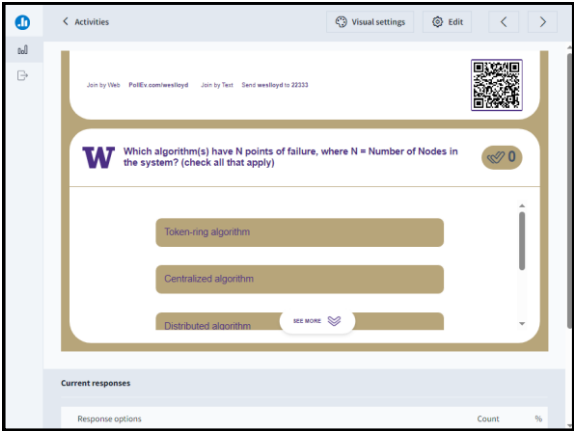 Activities
Visual settings
Edit
Join by Web PollEv.com/weslloyd Join by Text Send weslloyd to 22333
W
Which algorithm(s) have N points of failure, where N = Number of Nodes in
the system? (check all that apply)
0
Token-ring algorithm
Centralized algorithm
Distributed algorithm
SEE MORE
Current responses
Response options Count %